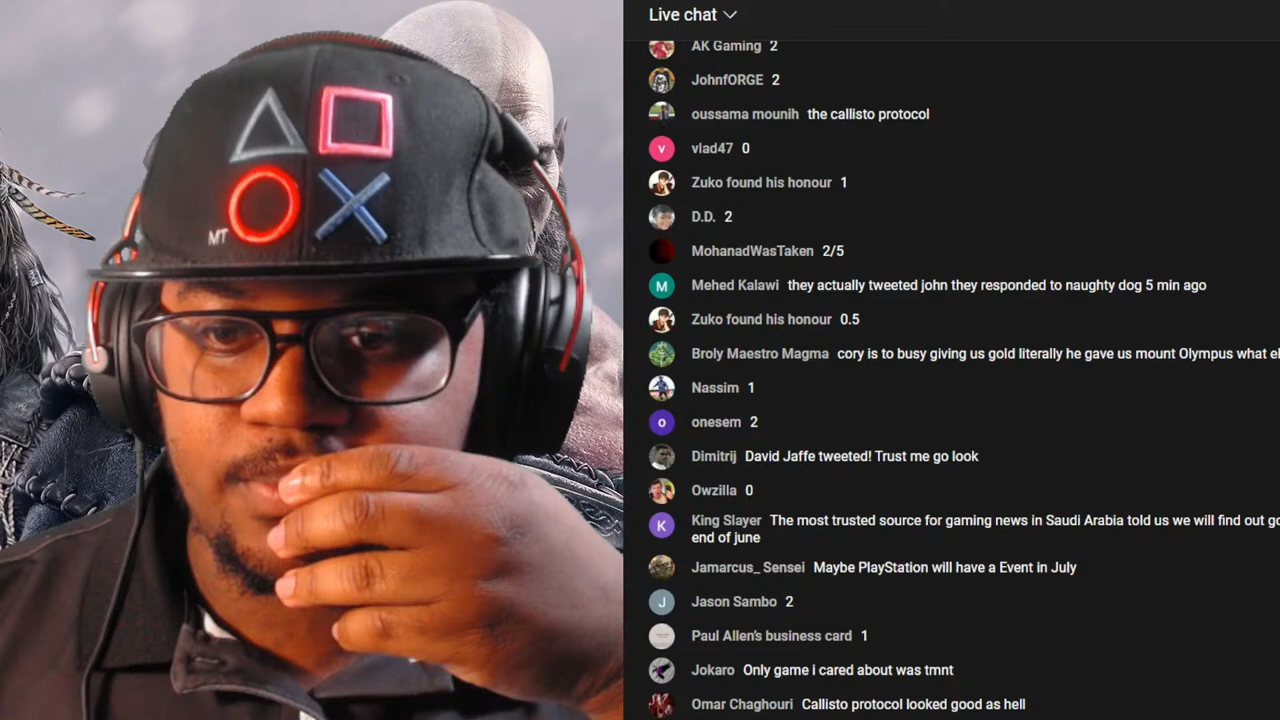 Live chat
AK Gaming 2
JohnfORGE 2
oussama mounih the callisto protocol
v vlad47 0
Zuko found his honour 1
D.D. 2
MohanadWasTaken 2/5
M Mehed Kalawi they actually tweeted john they responded to naughty dog 5 min ago
Zuko found his honour 0.5
Broly Maestro Magma cory is to busy giving us gold literally he gave us mount Olympus what el
Nassim 1
o onesem 2
Dimitrij David Jaffe tweeted! Trust me go look
Owzilla 0
K King Slayer The most trusted source for gaming news in Saudi Arabia told us we will find out go
end of june
Jamarcus_ Sensei Maybe PlayStation will have a Event in July
J Jason Sambo 2
Paul Allen's business card 1
Jokaro Only game i cared about was tmnt
Omar Chaghouri Callisto protocol looked good as hell
MT